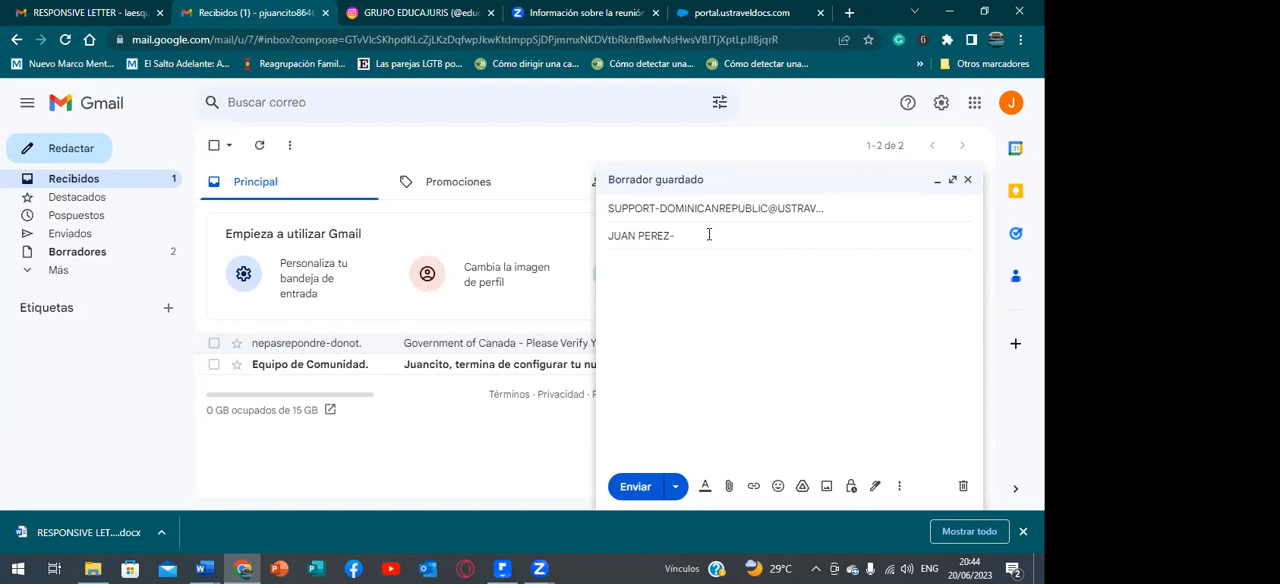 RESPONSIVE LETTER - laesqu
Recibidos (1) - pjuancito864
GRUPO EDUCAJURIS (@edu
Información sobre la reunión
portal.ustraveldocs.com
mail.google.com/mail/u/7/#inbox?compose=
Nuevo Marco Ment...
El Salto Adelante: A...
Reagrupación Famil...
Las parejas LGTB po...
Cómo dirigir una ca...
Cómo detectar una...
Cómo detectar una...
»
Otros marcadores
Gmail
Buscar correo
Redactar
Recibidos 1
Destacados
Pospuestos
Enviados
Borradores 2
Más
Etiquetas
1–2 de 2
Principal
Promociones
Empieza a utilizar Gmail
Personaliza tu
bandeja de
entrada
Cambia la imagen
de perfil
nepasrepondre-donot. Government of Canada - Please Verify Y
Equipo de Comunidad. Juancito, termina de configurar tu nu
0 GB ocupados de 15 GB
Términos · Privacidad ·
Borrador guardado
SUPPORT-DOMINICANREPUBLIC@USTRAV...
JUAN PEREZ-
Enviar
J
31
RESPONSIVE LET....docx
Mostrar todo
Vínculos
29°C
ENG
20:44
20/06/2023
2